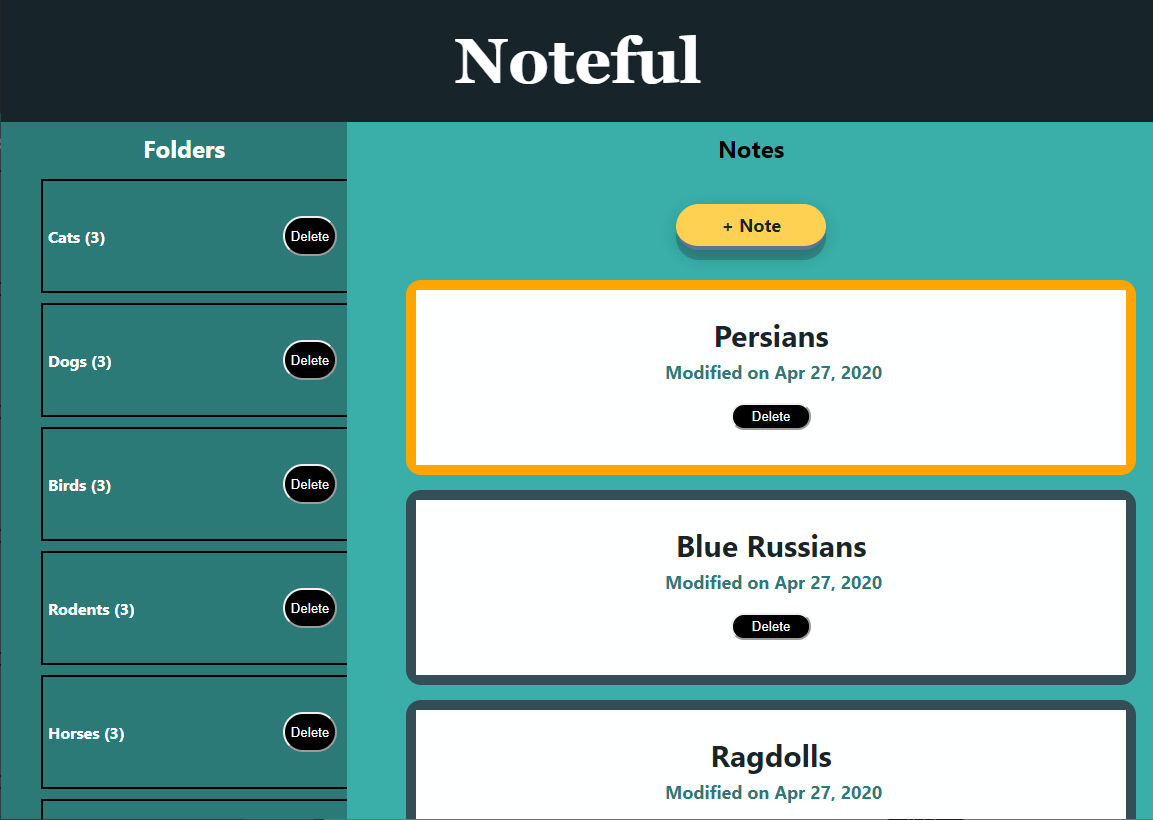 Noteful
Folders
Cats (3)
Delete
Dogs (3)
Delete
Birds (3)
Delete
Rodents (3)
Delete
Horses (3)
Delete
Notes
+ Note
Persians
Modified on Apr 27, 2020
Delete
Blue Russians
Modified on Apr 27, 2020
Delete
Ragdolls
Modified on Apr 27, 2020